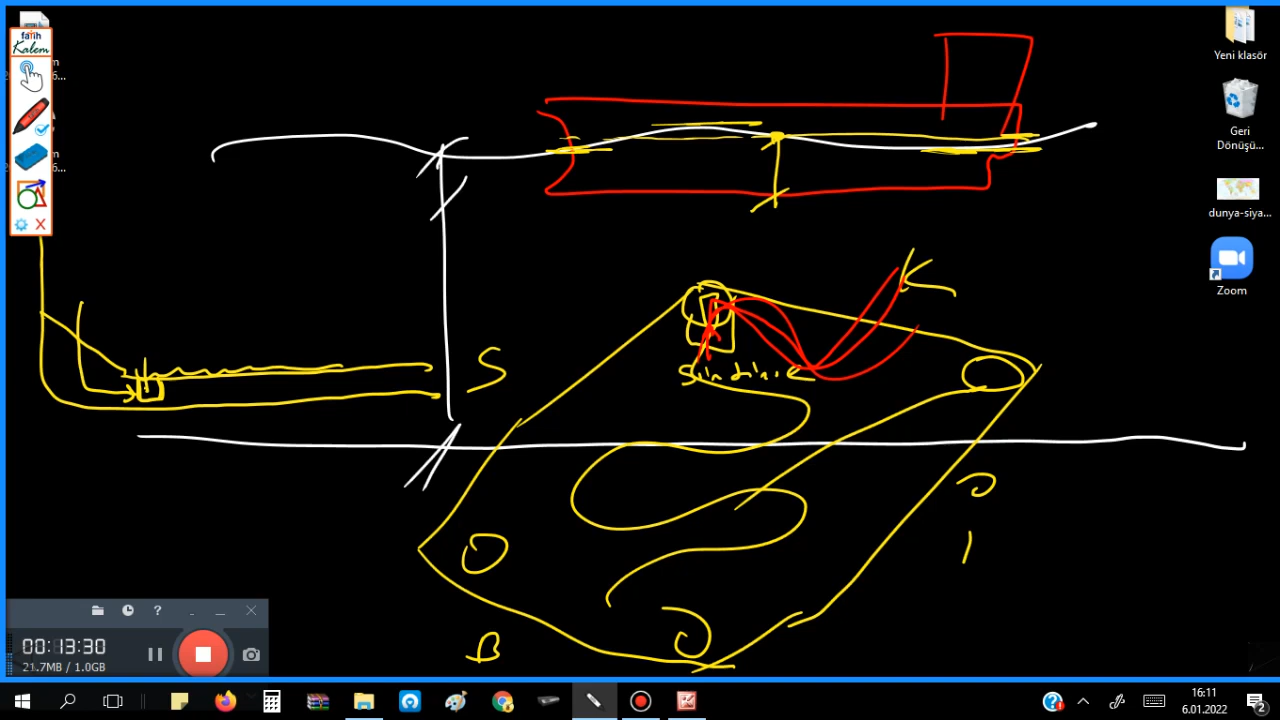 fatih
Kalem
Yeni klasör
Geri
Dönüşü...
dunya-siya...
Zoom
K
S
B
00:13:30
21.7MB / 1.0GB
16:11
6.01.2022
2